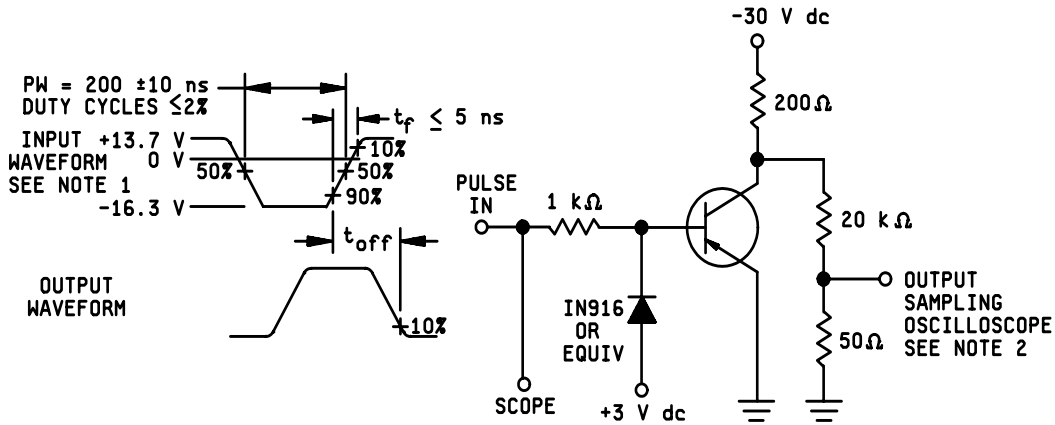 -30 V dc
PW = 200 ±10 ns
DUTY CYCLES ≤2%
200Ω
tf ≤ 5 ns
INPUT +13.7 V
WAVEFORM 0 V
SEE NOTE 1
-16.3 V
10%
50%
50%
90%
toff
PULSE
IN
1 kΩ
20 kΩ
OUTPUT
WAVEFORM
10%
IN916
OR
EQUIV
OUTPUT
SAMPLING
OSCILLOSCOPE
SEE NOTE 2
50Ω
SCOPE
+3 V dc